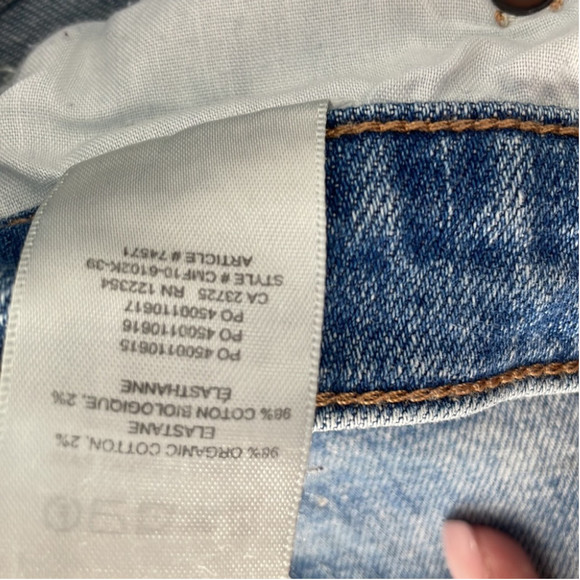 98% ORGANIC COTTON, 2%
ELASTANE
98% COTON BIOLOGIQUE, 2%
ÉLASTHANNE
PO 4500110615
PO 4500110616
PO 4500110617
CA 23725 RN 122354
STYLE # CMF10-6102K-39
ARTICLE # 74571